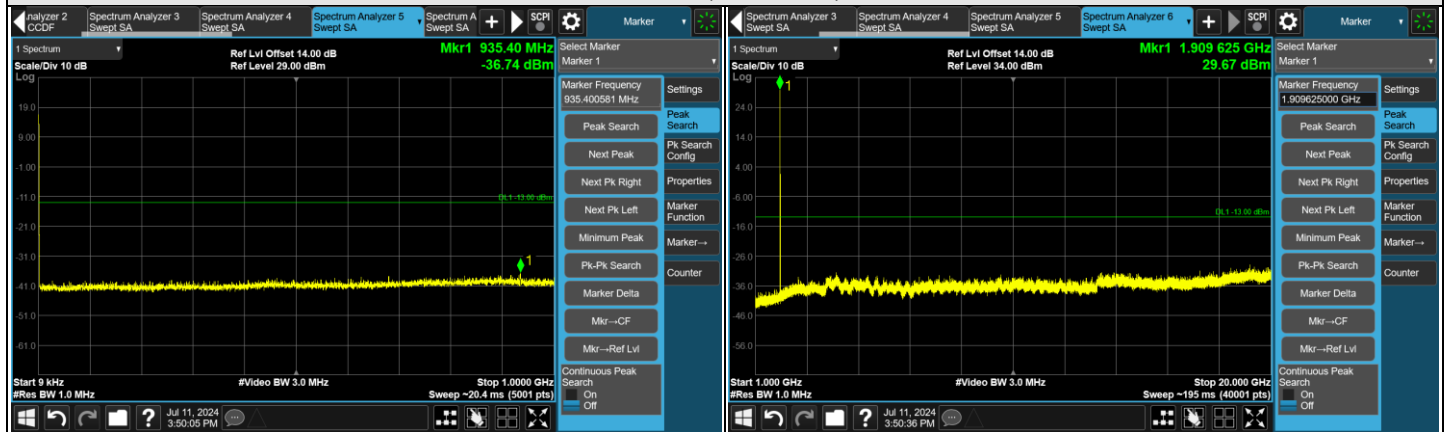 nalyzer 2
CCDF
Spectrum Analyzer 3
Swept SA
Spectrum Analyzer 4
Swept SA
Spectrum Analyzer 5
Swept SA
Spectrum A
Swept SA
SCPI
Marker
1 Spectrum
Scale/Div 10 dB
Log
Ref Lvl Offset 14.00 dB
Ref Level 29.00 dBm
Mkr1 935.40 MHz
-36.74 dBm
19.0
9.00
-1.00
-11.0
-21.0
-31.0
-41.0
-51.0
-61.0
DL1 -13.00 dBm
1
Start 9 kHz
#Res BW 1.0 MHz
#Video BW 3.0 MHz
Stop 1.0000 GHz
Sweep ~20.4 ms (5001 pts)
Select Marker
Marker 1
Marker Frequency
935.400581 MHz
Peak Search
Next Peak
Next Pk Right
Next Pk Left
Minimum Peak
Pk-Pk Search
Marker Delta
Mkr→CF
Mkr→Ref Lvl
Continuous Peak
Search
On
Off
Settings
Peak
Search
Pk Search
Config
Properties
Marker
Function
Marker→
Counter
?
Jul 11, 2024
3:50:05 PM
Spectrum Analyzer 3
Swept SA
Spectrum Analyzer 4
Swept SA
Spectrum Analyzer 5
Swept SA
Spectrum Analyzer 6
Swept SA
SCPI
Marker
1 Spectrum
Scale/Div 10 dB
Log
Ref Lvl Offset 14.00 dB
Ref Level 34.00 dBm
Mkr1 1.909 625 GHz
29.67 dBm
1
24.0
14.0
4.00
-6.00
-16.0
-26.0
-36.0
-46.0
-56.0
DL1 -13.00 dBm
Start 1.000 GHz
#Res BW 1.0 MHz
#Video BW 3.0 MHz
Stop 20.000 GHz
Sweep ~195 ms (40001 pts)
Select Marker
Marker 1
Marker Frequency
1.909625000 GHz
Peak Search
Next Peak
Next Pk Right
Next Pk Left
Minimum Peak
Pk-Pk Search
Marker Delta
Mkr→CF
Mkr→Ref Lvl
Continuous Peak
Search
On
Off
Settings
Peak
Search
Pk Search
Config
Properties
Marker
Function
Marker→
Counter
?
Jul 11, 2024
3:50:36 PM